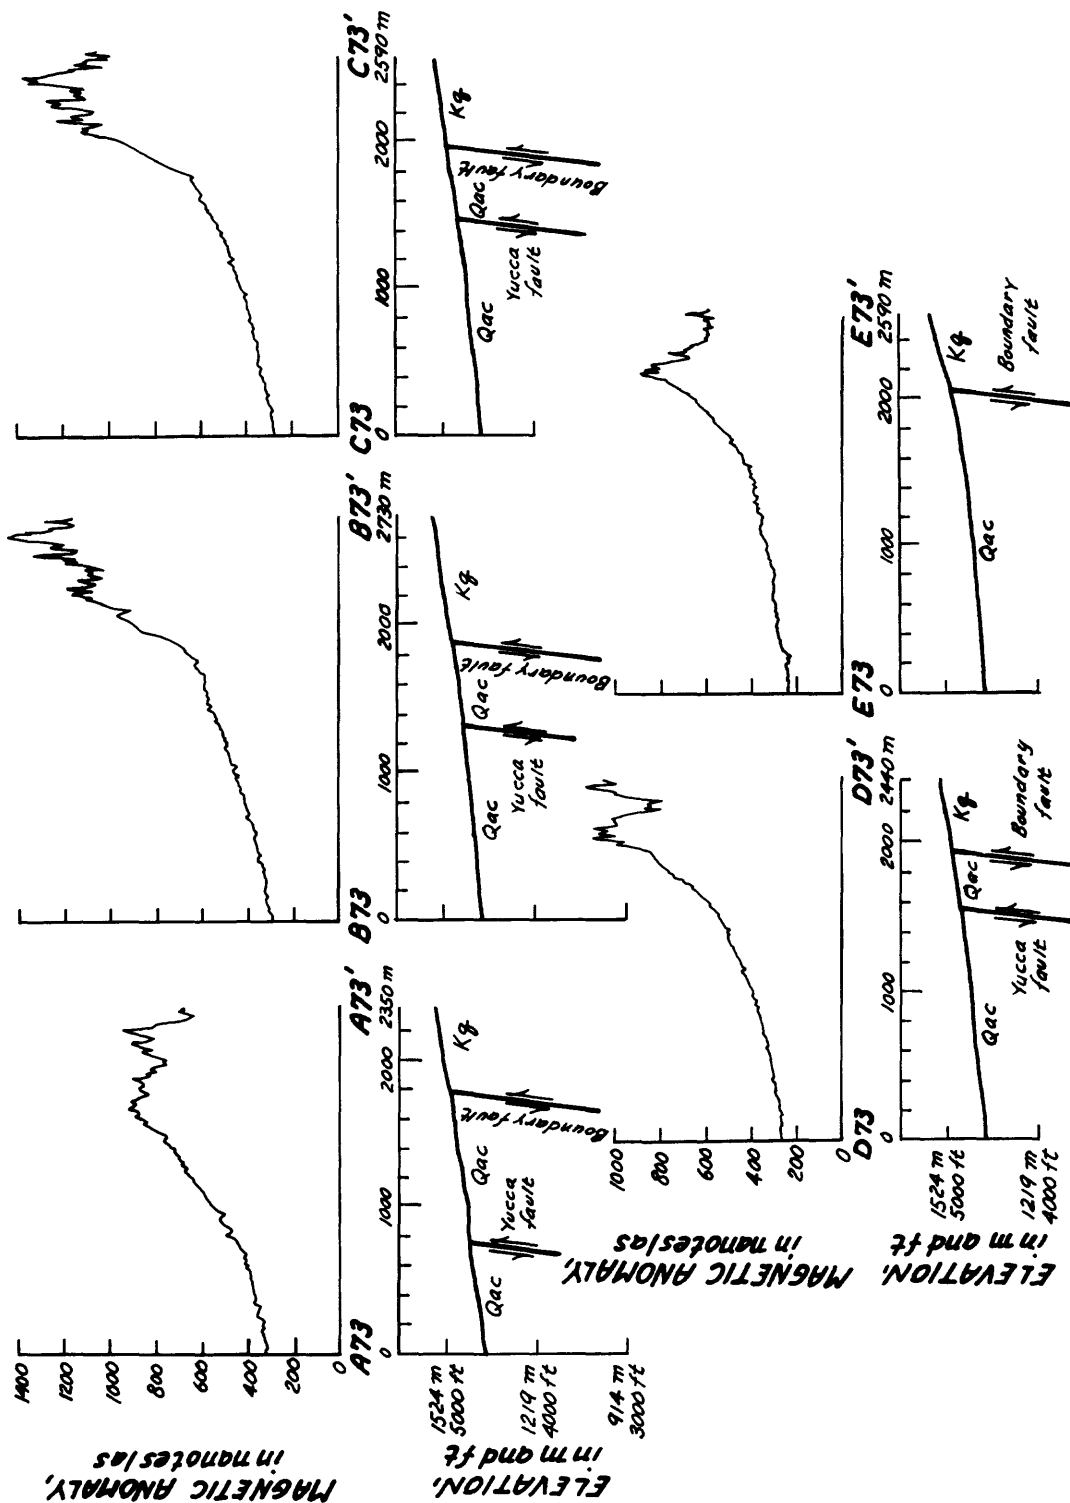 MAGNETIC ANOMALY,
in nanoteslas
1400
1200
1000
800
600
400
200
0
A73
A73'
B73
B73'
C73
C73'
ELEVATION,
in m and ft
1524 m
5000 ft
1219 m
4000 ft
914 m
3000 ft
0
1000
2000
2350 m
Qac
Yucca
fault
Qac
Boundary fault
Kg
0
1000
2000
2730 m
Qac
Yucca
fault
Qac
Boundary fault
Kg
0
1000
2000
2590 m
Qac
Yucca
fault
Qac
Boundary fault
Kg
MAGNETIC ANOMALY,
in nanoteslas
1000
800
600
400
200
0
D73
D73'
E73
E73'
ELEVATION,
in m and ft
1524 m
5000 ft
1219 m
4000 ft
0
1000
2000
2440 m
Qac
Yucca
fault
Qac
Boundary
fault
Kg
0
1000
2000
2590 m
Qac
Boundary
fault
Kg